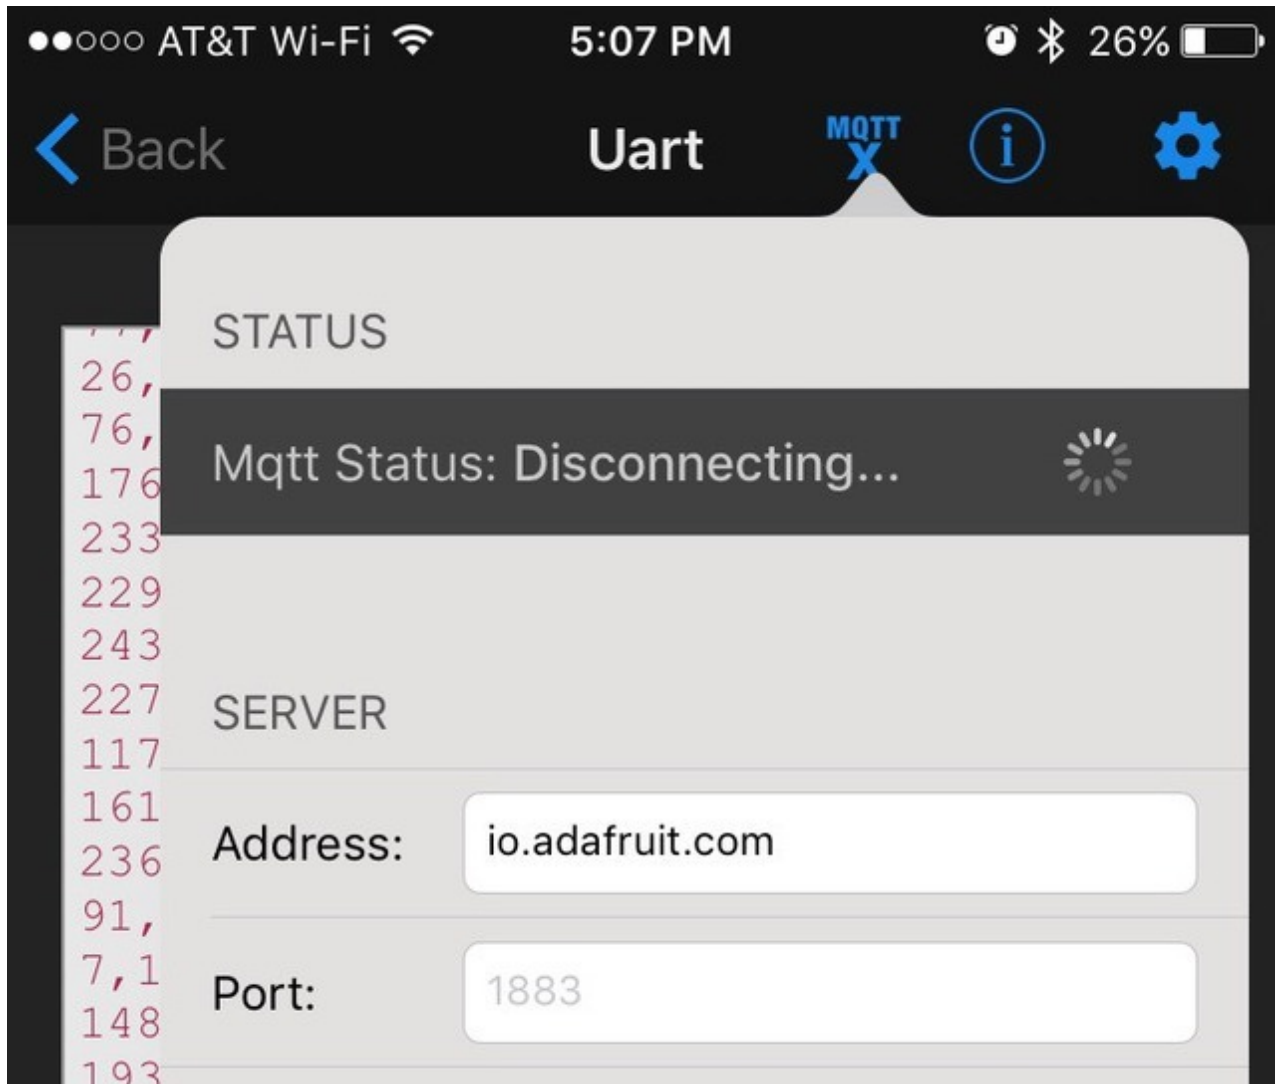 AT&T Wi-Fi 5:07 PM 26%
Back Uart MQTT X i
STATUS
26,
76,
Mqtt Status: Disconnecting...
176
233
229
243
227
SERVER
117
161
Address: io.adafruit.com
236
91,
7,1
Port: 1883
148
193